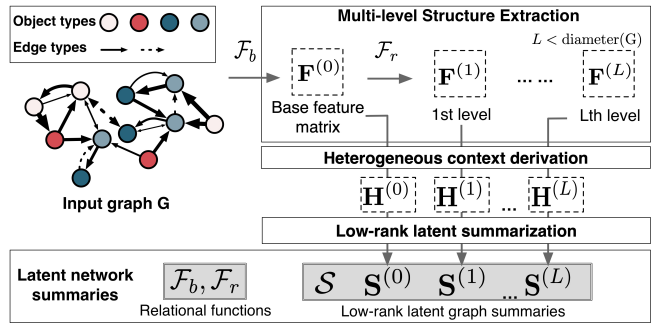 Object types
Edge types
Input graph G
Multi-level Structure Extraction
L < diameter(G)
𝓕_b
F^(0)
𝓕_r
F^(1)
... ...
F^(L)
Base feature
matrix
1st level
Lth level
Heterogeneous context derivation
H^(0) H^(1) ... H^(L)
Low-rank latent summarization
Latent network
summaries
𝓕_b, 𝓕_r
Relational functions
𝓢 S^(0) S^(1) ... S^(L)
Low-rank latent graph summaries